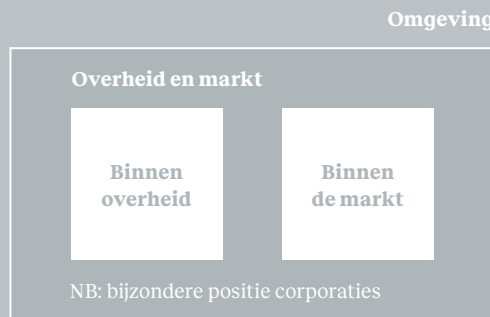 Omgeving
Overheid en markt
Binnen
overheid
Binnen
de markt
NB: bijzondere positie corporaties